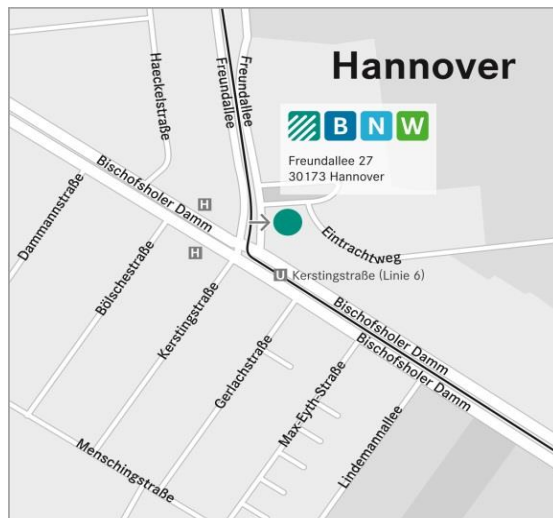 Hannover
BNW
Freundallee 27
30173 Hannover
Haeckelstraße
Freundallee
Freundallee
Bischofsholer Damm
H
H
Eintrachtweg
U Kerstingstraße (Linie 6)
Dammannstraße
Bölschestraße
Kerstingstraße
Gerlachstraße
Max-Eyth-Straße
Bischofsholer Damm
Bischofsholer Damm
Lindemannallee
Menschingstraße